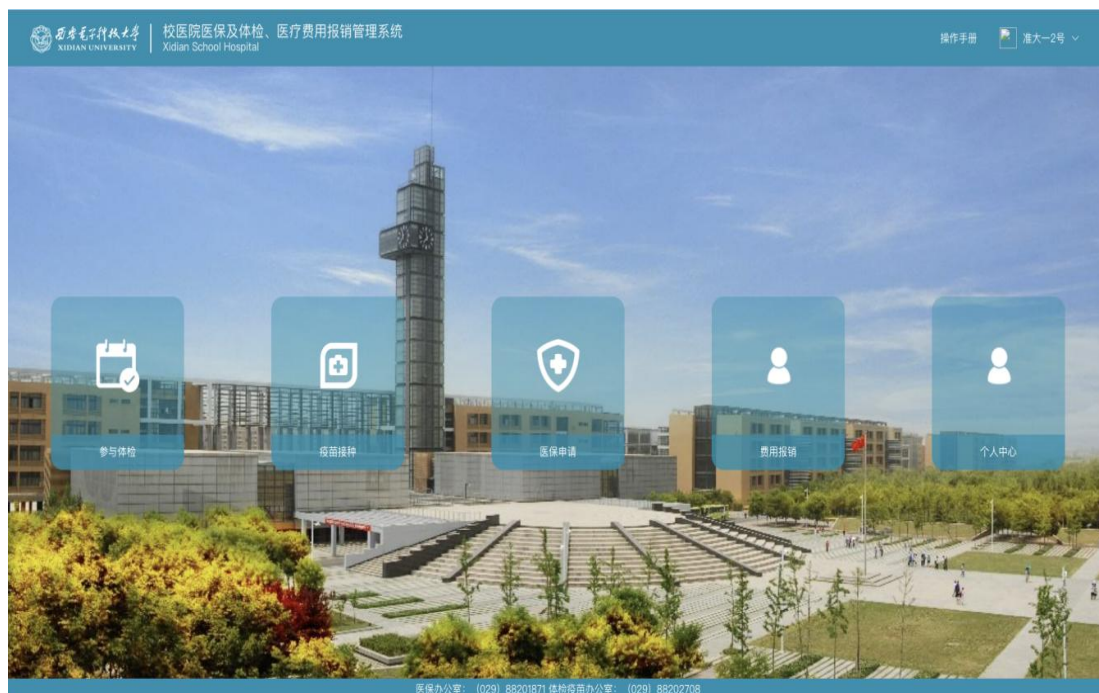 西安电子科技大学
XIDIAN UNIVERSITY
校医院医保及体检、医疗费用报销管理系统
Xidian School Hospital
操作手册
准大一2号
参与体检
疫苗接种
医保申请
费用报销
个人中心
医保办公室：（029）88201871 体检疫苗办公室：（029）88202708